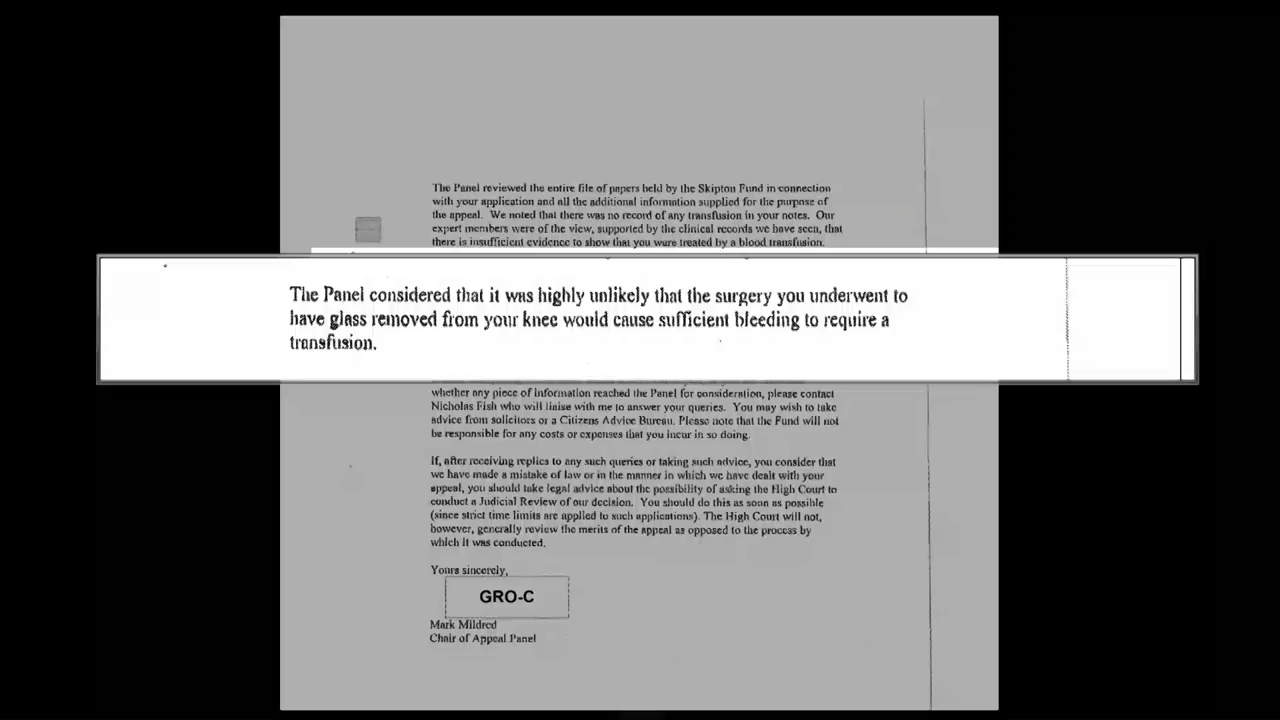 The Panel reviewed the entire file of papers held by the Skipton Fund in connection
with your application and all the additional information supplied for the purpose of
the appeal. We noted that there was no record of any transfusion in your notes. Our
expert members were of the view, supported by the clinical records we have seen, that
there is insufficient evidence to show that you were treated by a blood transfusion.
The Panel considered that it was highly unlikely that the surgery you underwent to
have glass removed from your knee would cause sufficient bleeding to require a
transfusion.
whether any piece of information reached the Panel for consideration, please contact
Nicholas Fish who will liaise with me to answer your queries. You may wish to take
advice from solicitors or a Citizens Advice Bureau. Please note that the Fund will not
be responsible for any costs or expenses that you incur in so doing.
If, after receiving replies to any such queries or taking such advice, you consider that
we have made a mistake of law or in the manner in which we have dealt with your
appeal, you should take legal advice about the possibility of asking the High Court to
conduct a Judicial Review of our decision. You should do this as soon as possible
(since strict time limits are applied to such applications). The High Court will not,
however, generally review the merits of the appeal as opposed to the process by
which it was conducted.
Yours sincerely,
GRO-C
Mark Mildred
Chair of Appeal Panel